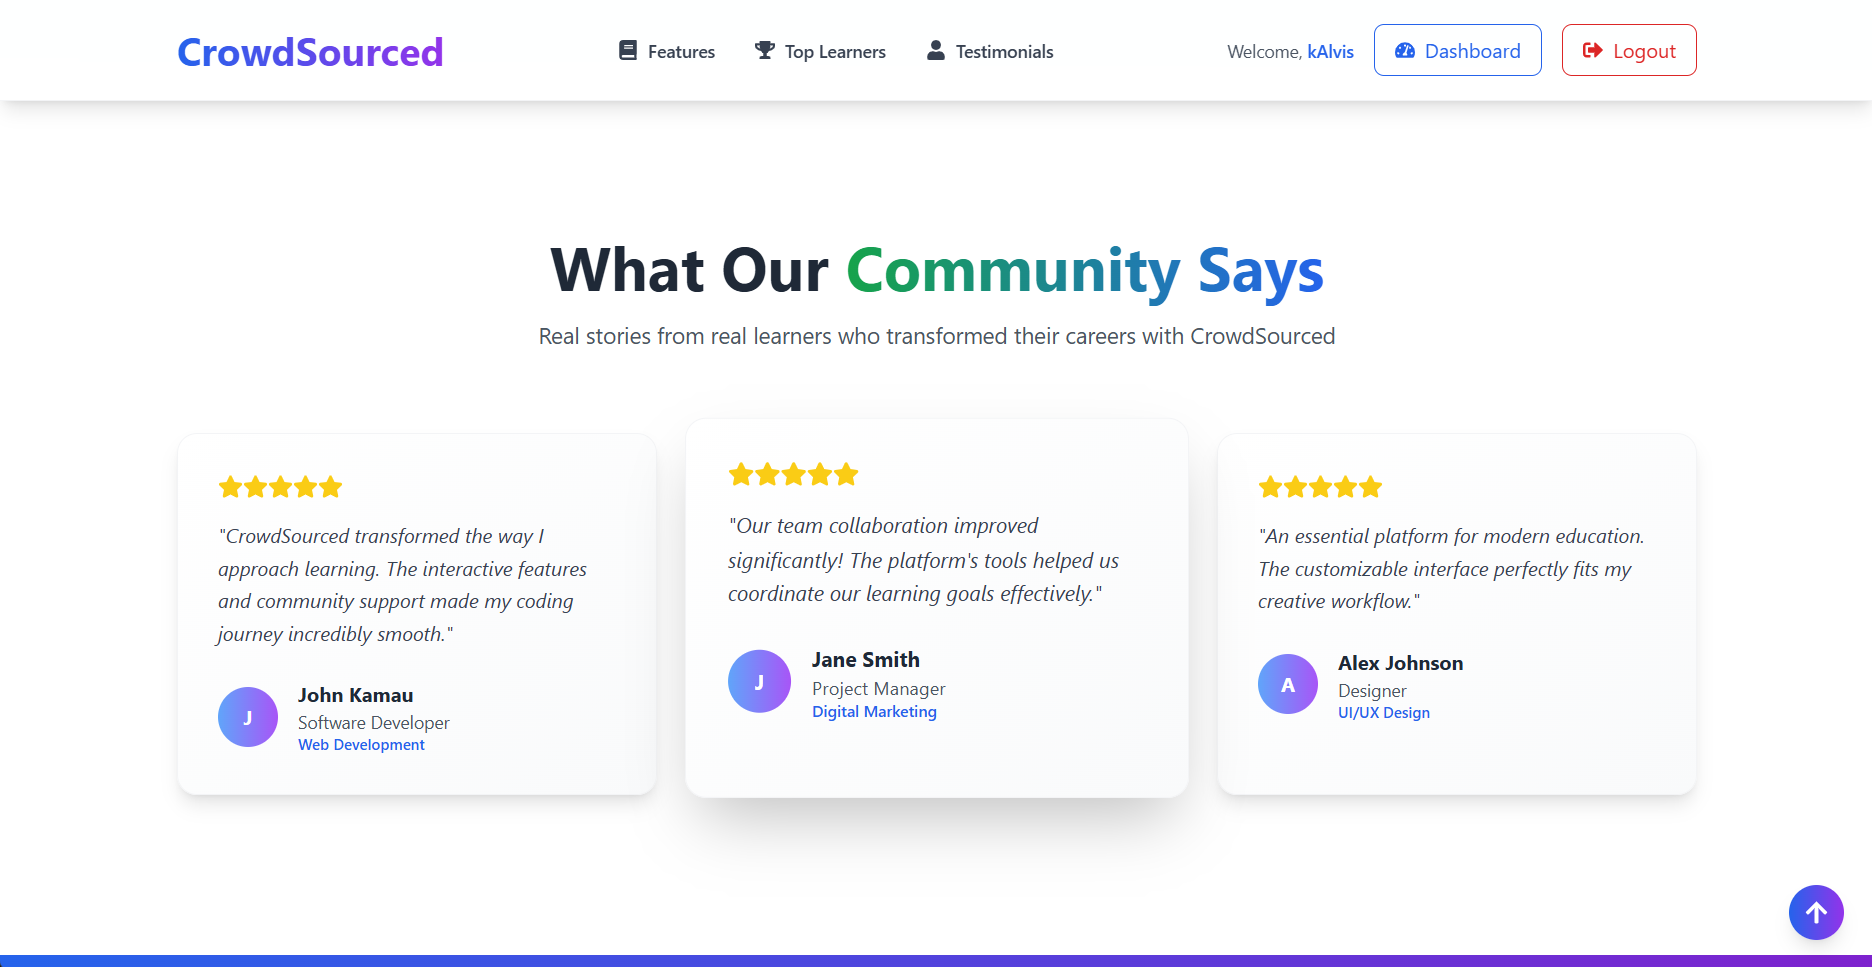 CrowdSourced
Features
Top Learners
Testimonials
Welcome, kAlvis
Dashboard
Logout
What Our Community Says
Real stories from real learners who transformed their careers with CrowdSourced
"CrowdSourced transformed the way I
approach learning. The interactive features
and community support made my coding
journey incredibly smooth."
J
John Kamau
Software Developer
Web Development
"Our team collaboration improved
significantly! The platform's tools helped us
coordinate our learning goals effectively."
J
Jane Smith
Project Manager
Digital Marketing
"An essential platform for modern education.
The customizable interface perfectly fits my
creative workflow."
A
Alex Johnson
Designer
UI/UX Design